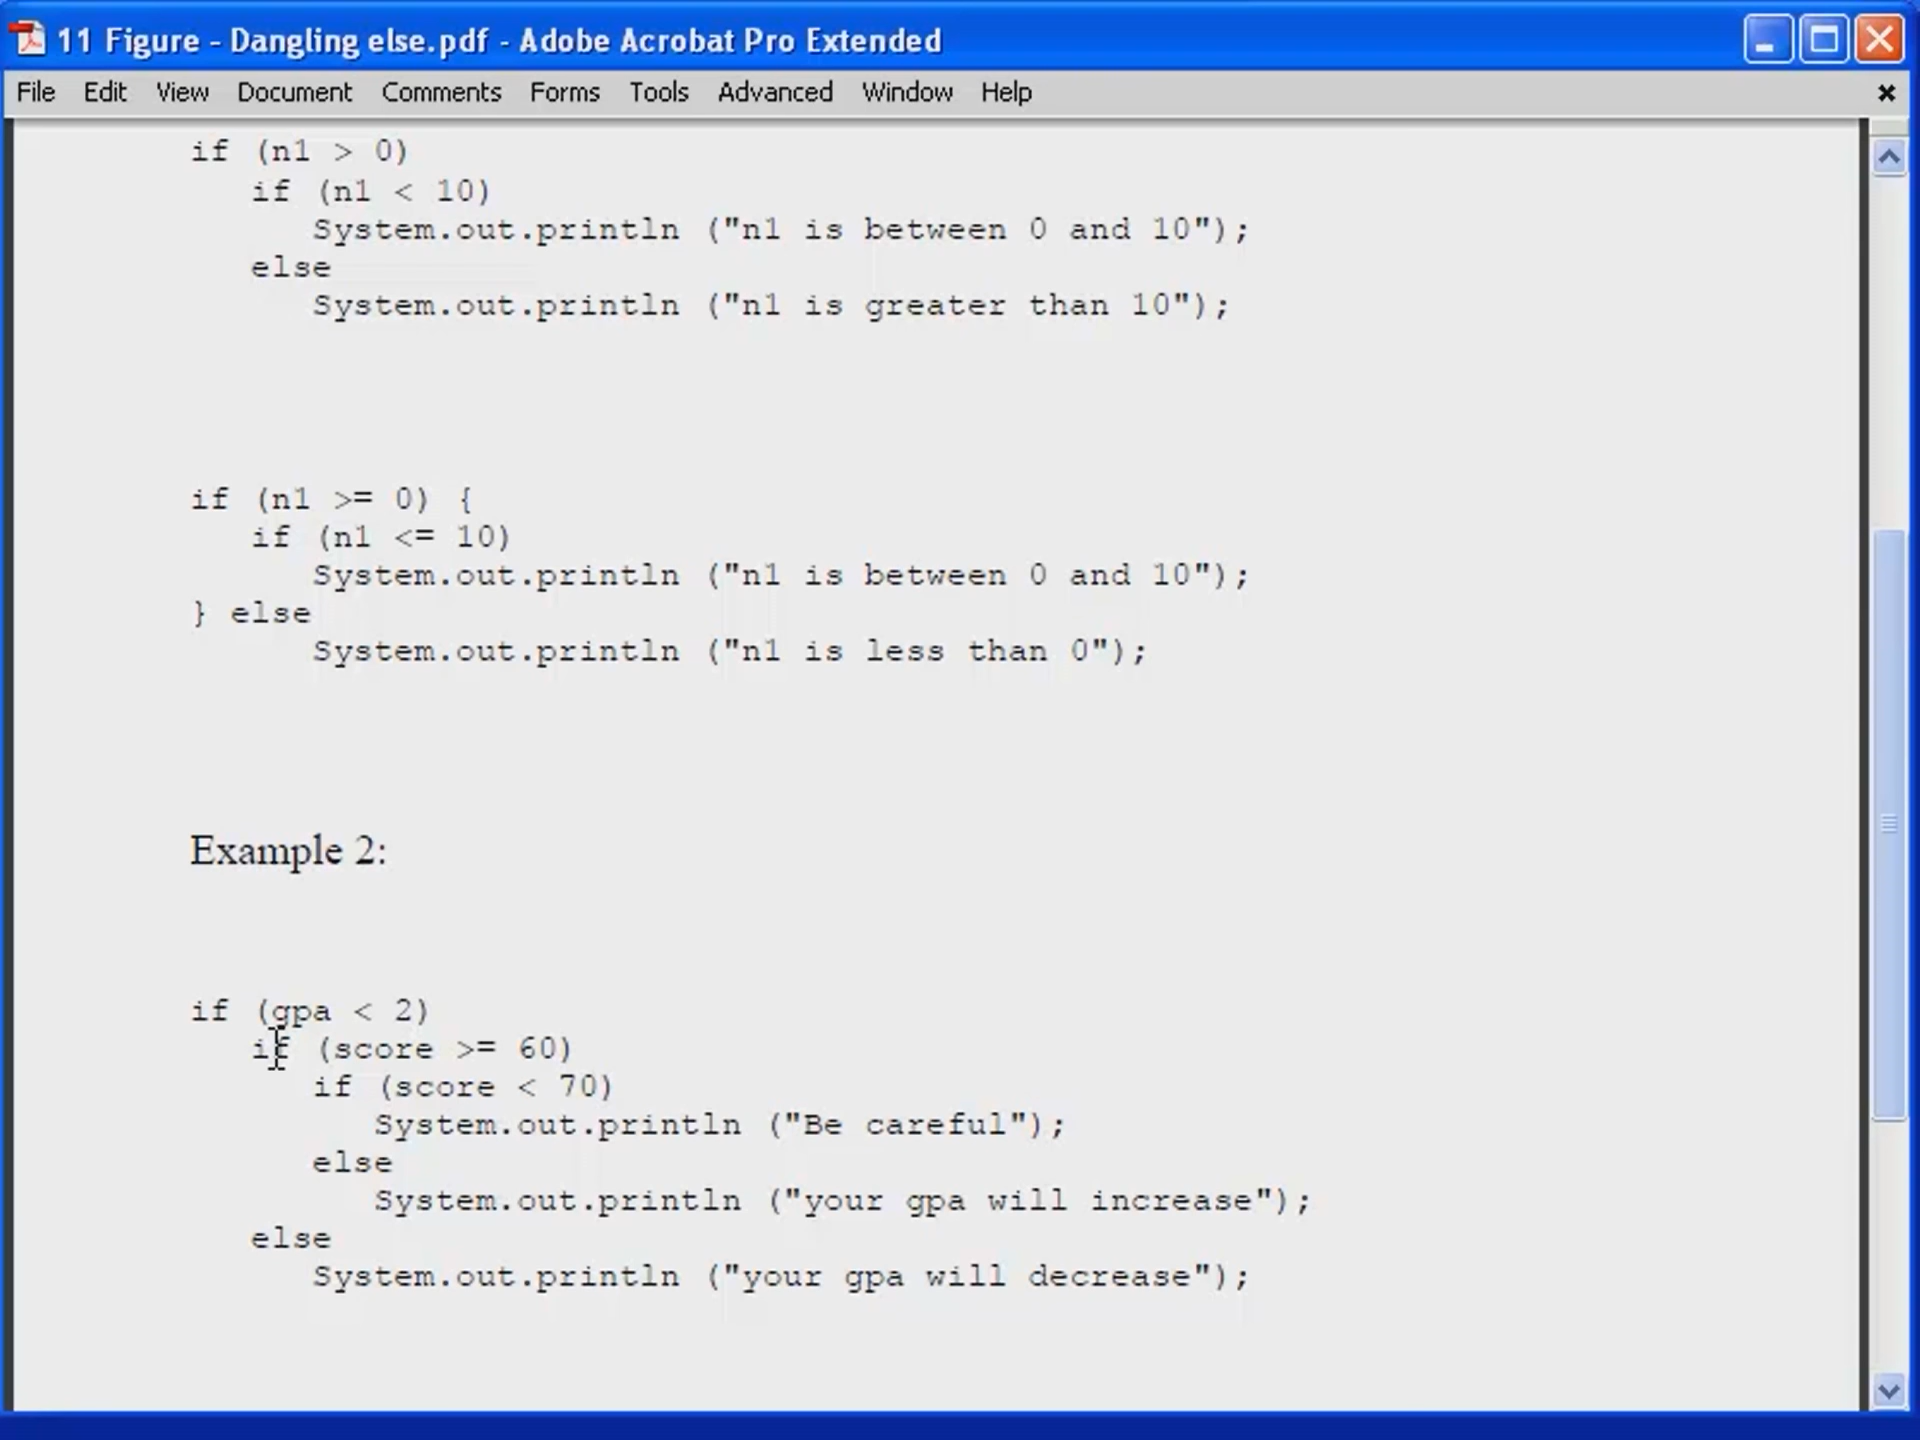 11 Figure - Dangling else.pdf - Adobe Acrobat Pro Extended
File Edit View Document Comments Forms Tools Advanced Window Help
if (n1 > 0)
if (n1 < 10)
System.out.println ("n1 is between 0 and 10");
else
System.out.println ("n1 is greater than 10");
if (n1 >= 0) {
if (n1 <= 10)
System.out.println ("n1 is between 0 and 10");
} else
System.out.println ("n1 is less than 0");
Example 2:
if (gpa < 2)
if (score >= 60)
if (score < 70)
System.out.println ("Be careful");
else
System.out.println ("your gpa will increase");
else
System.out.println ("your gpa will decrease");